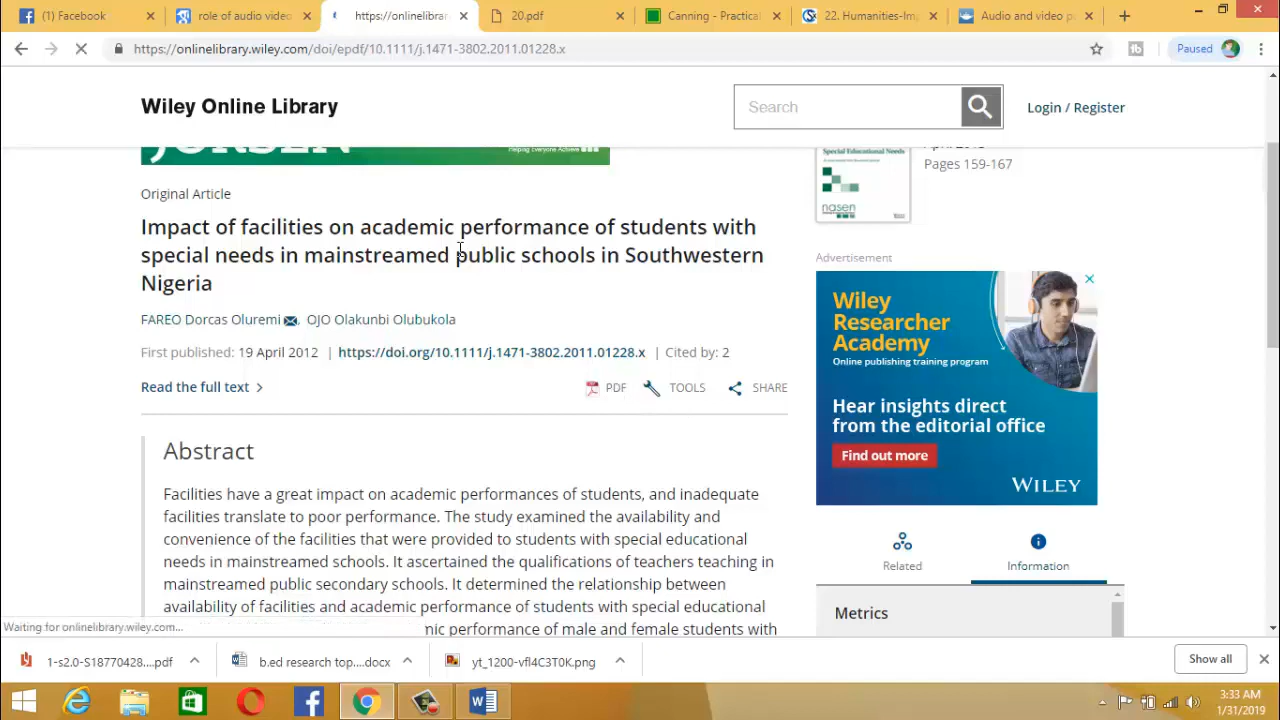 (1) Facebook
role of audio video
https://onlinelibrar
20.pdf
Canning - Practical
22. Humanities-Im
Audio and video p
https://onlinelibrary.wiley.com/doi/epdf/10.1111/j.1471-3802.2011.01228.x
Paused
Wiley Online Library
Search
Login / Register
Helping Everyone Achieve
Special Educational Needs
nasen
Pages 159-167
Original Article
Impact of facilities on academic performance of students with
special needs in mainstreamed public schools in Southwestern
Nigeria
FAREO Dorcas Oluremi, OJO Olakunbi Olubukola
First published: 19 April 2012 | https://doi.org/10.1111/j.1471-3802.2011.01228.x | Cited by: 2
Read the full text
PDF
TOOLS
SHARE
Abstract
Facilities have a great impact on academic performances of students, and inadequate
facilities translate to poor performance. The study examined the availability and
convenience of the facilities that were provided to students with special educational
needs in mainstreamed schools. It ascertained the qualifications of teachers teaching in
mainstreamed public secondary schools. It determined the relationship between
availability of facilities and academic performance of students with special educational
performance of male and female students with
Advertisement
Wiley
Researcher
Academy
Online publishing training program
Hear insights direct
from the editorial office
Find out more
WILEY
Related
Information
Metrics
Waiting for onlinelibrary.wiley.com...
1-s2.0-S18770428....pdf
b.ed research top....docx
yt_1200-vfl4C3T0K.png
Show all
3:33 AM
1/31/2019